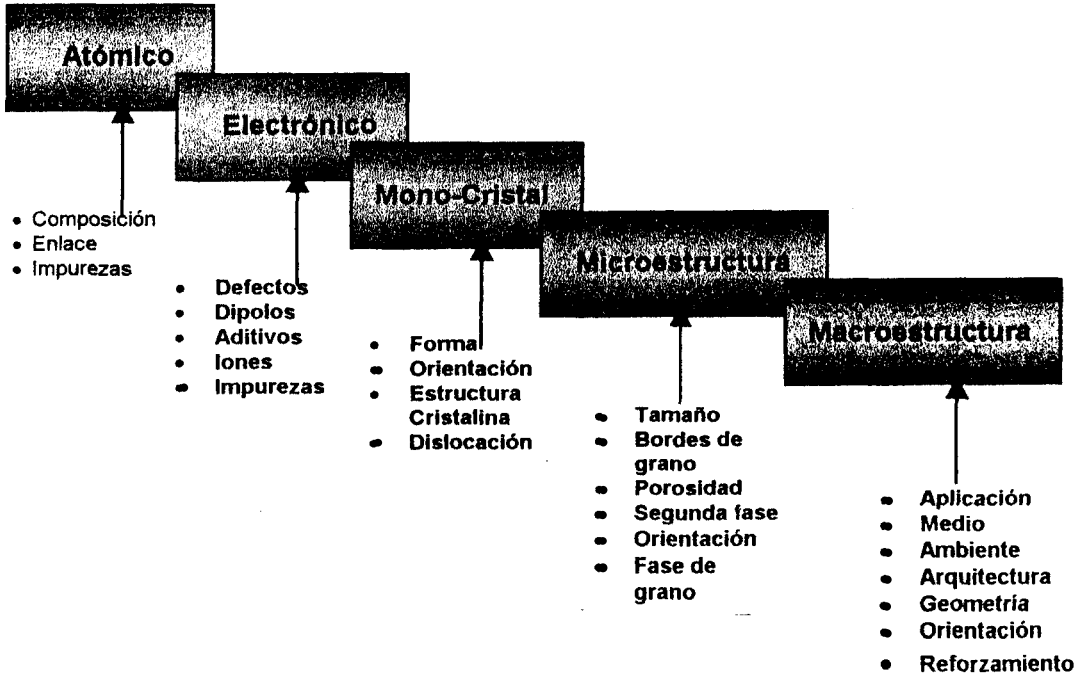 Atómico
• Composición
• Enlace
• Impurezas
Electrónico
• Defectos
• Dipolos
• Aditivos
• Iones
• Impurezas
Mono-Cristal
• Forma
• Orientación
• Estructura
Cristalina
• Dislocación
Microestructura
• Tamaño
• Bordes de
grano
• Porosidad
• Segunda fase
• Orientación
• Fase de
grano
Macroestructura
• Aplicación
• Medio
• Ambiente
• Arquitectura
• Geometría
• Orientación
• Reforzamiento